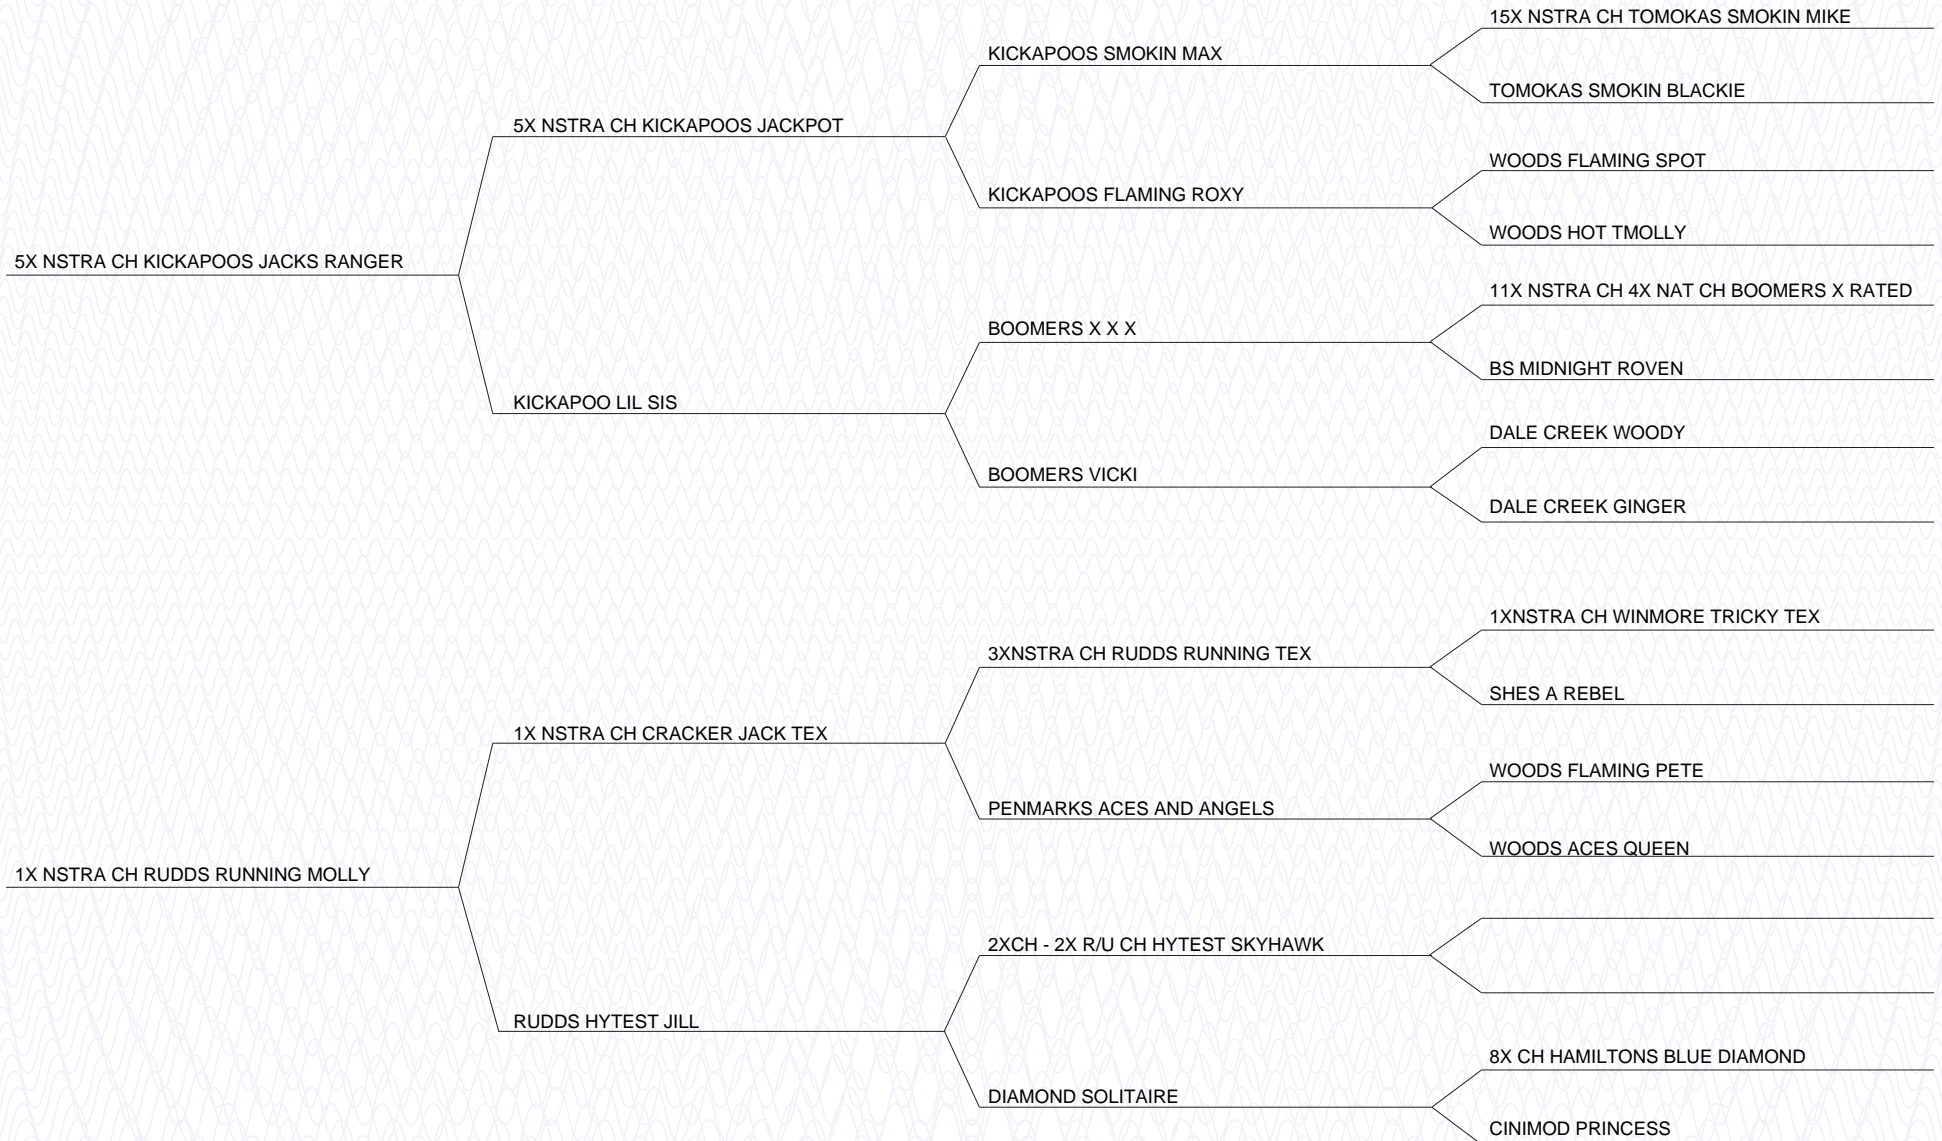 15X NSTRA CH TOMOKAS SMOKIN MIKE
KICKAPOOS SMOKIN MAX
TOMOKAS SMOKIN BLACKIE
5X NSTRA CH KICKAPOOS JACKPOT
WOODS FLAMING SPOT
KICKAPOOS FLAMING ROXY
WOODS HOT TMOLLY
5X NSTRA CH KICKAPOOS JACKS RANGER
11X NSTRA CH 4X NAT CH BOOMERS X RATED
BOOMERS X X X
BS MIDNIGHT ROVEN
KICKAPOO LIL SIS
DALE CREEK WOODY
BOOMERS VICKI
DALE CREEK GINGER
1XNSTRA CH WINMORE TRICKY TEX
3XNSTRA CH RUDDS RUNNING TEX
SHES A REBEL
1X NSTRA CH CRACKER JACK TEX
WOODS FLAMING PETE
PENMARKS ACES AND ANGELS
WOODS ACES QUEEN
1X NSTRA CH RUDDS RUNNING MOLLY
2XCH - 2X R/U CH HYTEST SKYHAWK
RUDDS HYTEST JILL
8X CH HAMILTONS BLUE DIAMOND
DIAMOND SOLITAIRE
CINIMOD PRINCESS